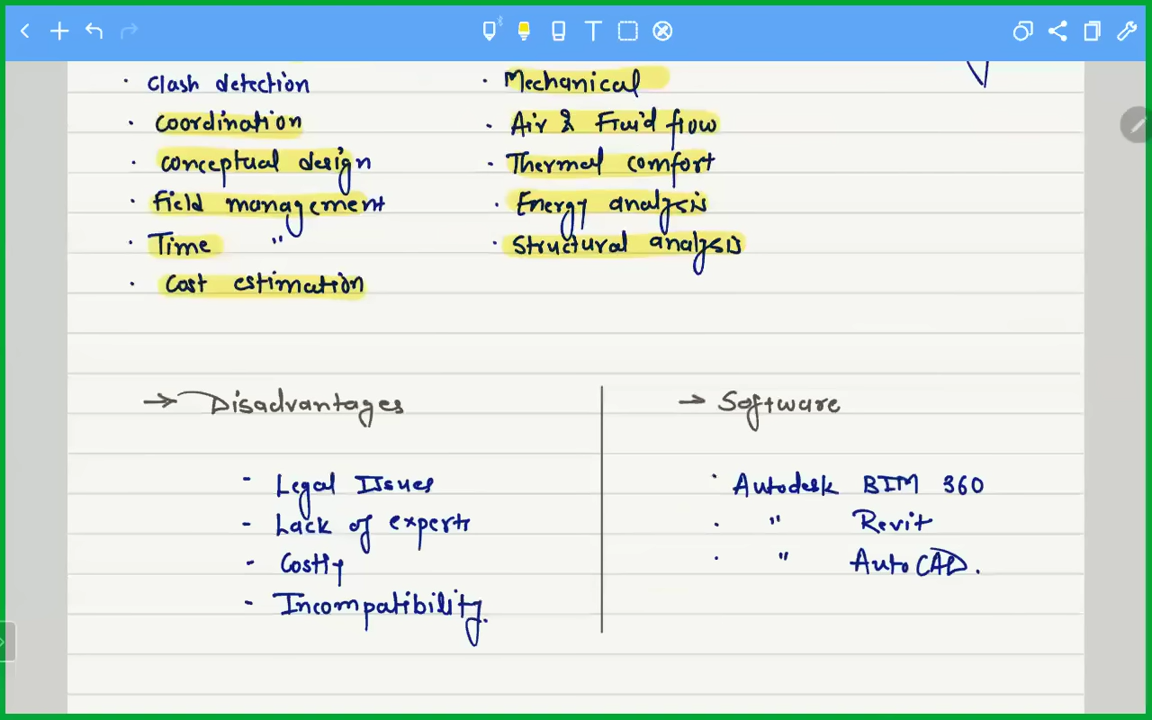 · Clash detection
· Coordination
· Conceptual design
· Field management
· Time "
· Cost estimation
· Mechanical
· Air & Fluid flow
· Thermal comfort
· Energy analysis
· Structural analysis
→ Disadvantages
- Legal Issues
- Lack of experts
- Costly
- Incompatibility.
→ Software
· Autodesk BIM 360
· " Revit
· " AutoCAD.